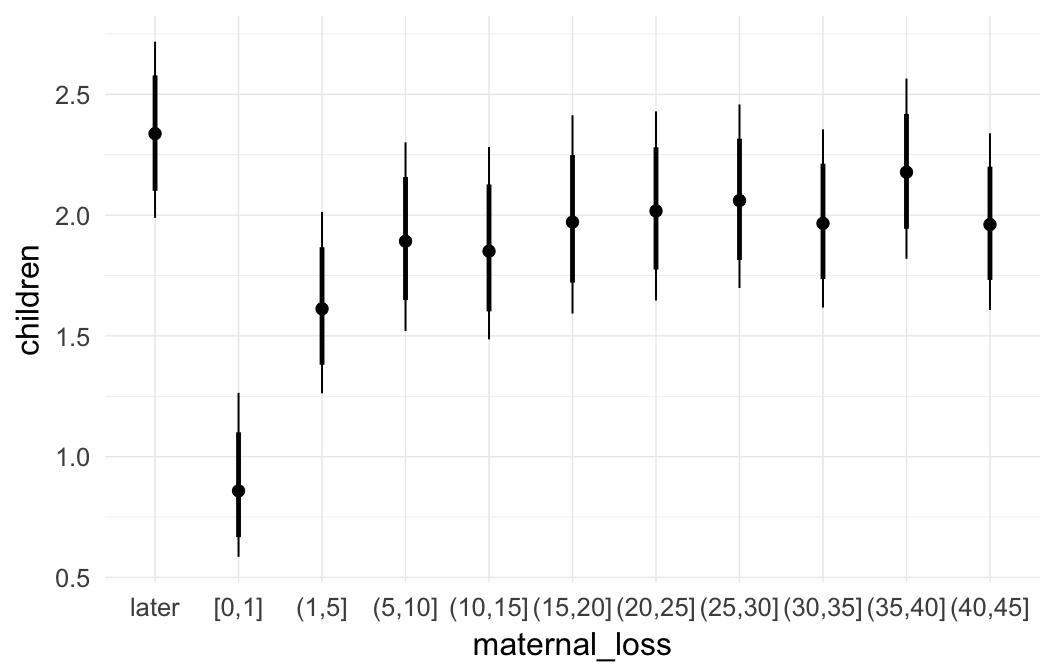 children
2.5
2.0
1.5
1.0
0.5
later [0,1] (1,5] (5,10] (10,15] (15,20] (20,25] (25,30] (30,35] (35,40] (40,45]
maternal_loss